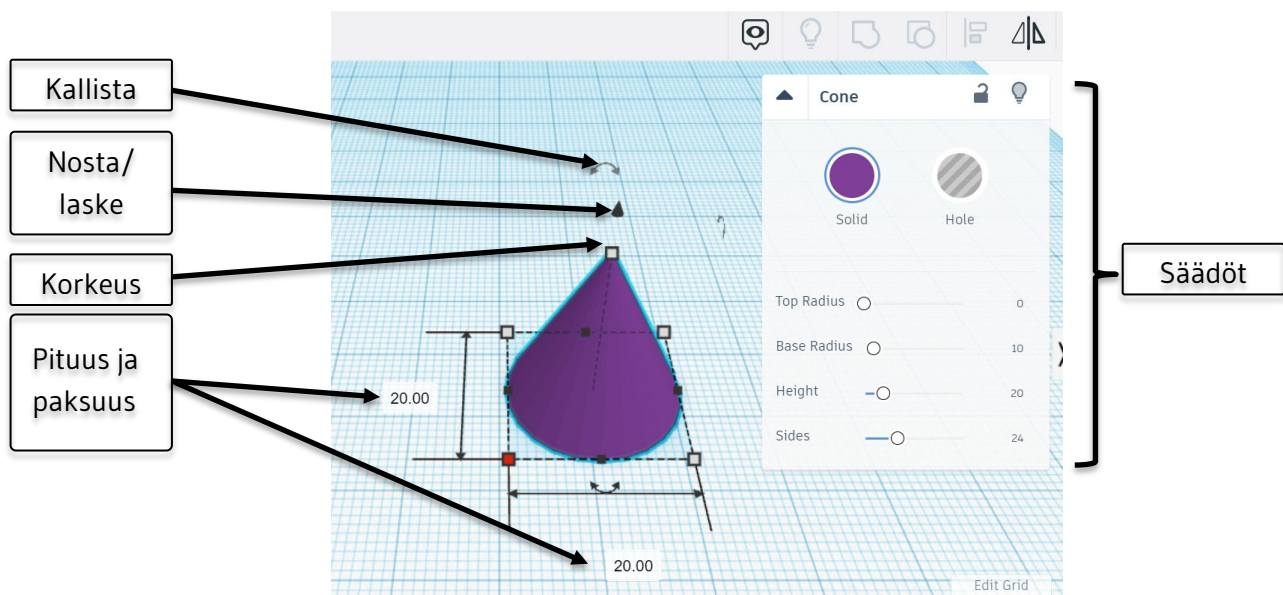 Kallista
Nosta/
laske
Korkeus
Pituus ja
paksuus
20.00
20.00
Cone
Solid
Hole
Top Radius 0
Base Radius 10
Height 20
Sides 24
Edit Grid
Säädöt